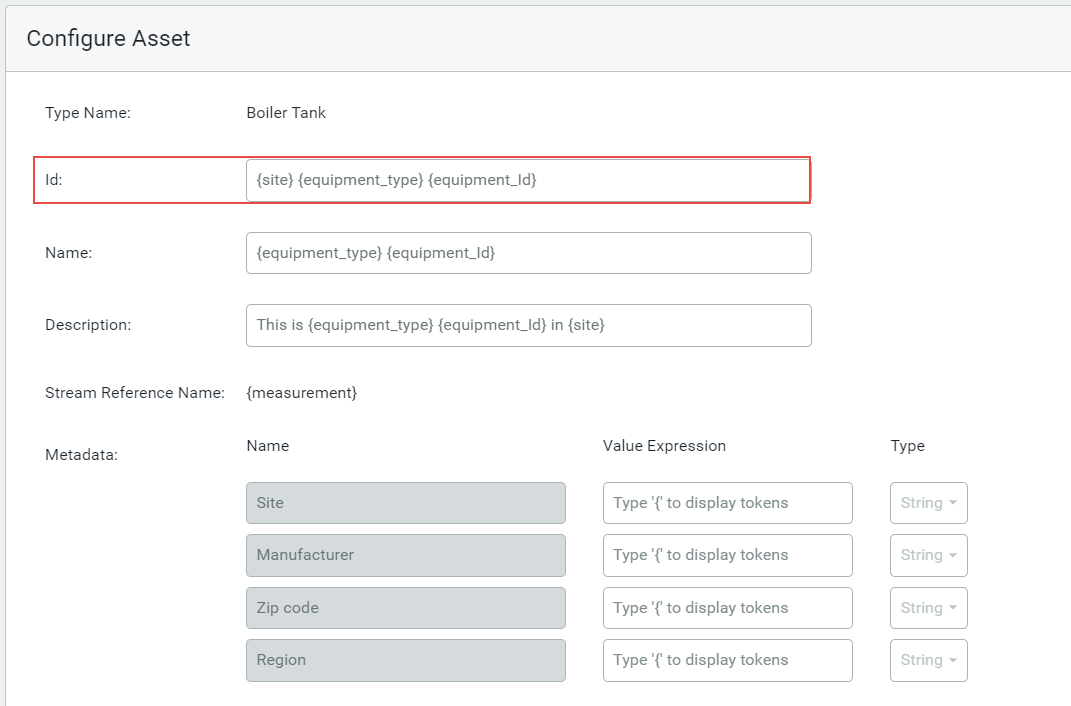 Configure Asset
Type Name: Boiler Tank
Id: {site} {equipment_type} {equipment_Id}
Name: {equipment_type} {equipment_Id}
Description: This is {equipment_type} {equipment_Id} in {site}
Stream Reference Name: {measurement}
Metadata: Name Value Expression Type
Site Type '{' to display tokens String
Manufacturer Type '{' to display tokens String
Zip code Type '{' to display tokens String
Region Type '{' to display tokens String